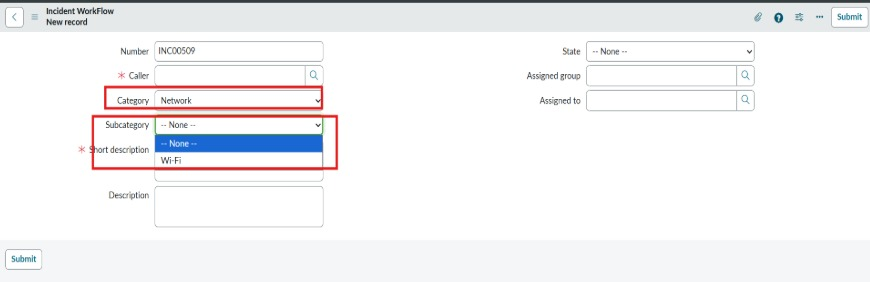 Incident WorkFlow
New record
Submit
Number INC00509
State -- None --
Caller
Assigned group
Category Network
Assigned to
Subcategory -- None --
-- None --
Short description
Wi-Fi
Description
Submit